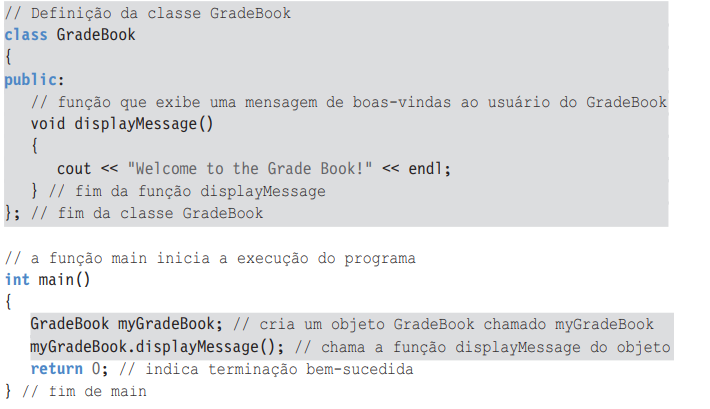 // Definição da classe GradeBook
class GradeBook
{
public:
   // função que exibe uma mensagem de boas-vindas ao usuário do GradeBook
   void displayMessage()
   {
      cout << "Welcome to the Grade Book!" << endl;
   } // fim da função displayMessage
}; // fim da classe GradeBook

// a função main inicia a execução do programa
int main()
{
   GradeBook myGradeBook; // cria um objeto GradeBook chamado myGradeBook
   myGradeBook.displayMessage(); // chama a função displayMessage do objeto
   return 0; // indica terminação bem-sucedida
} // fim de main